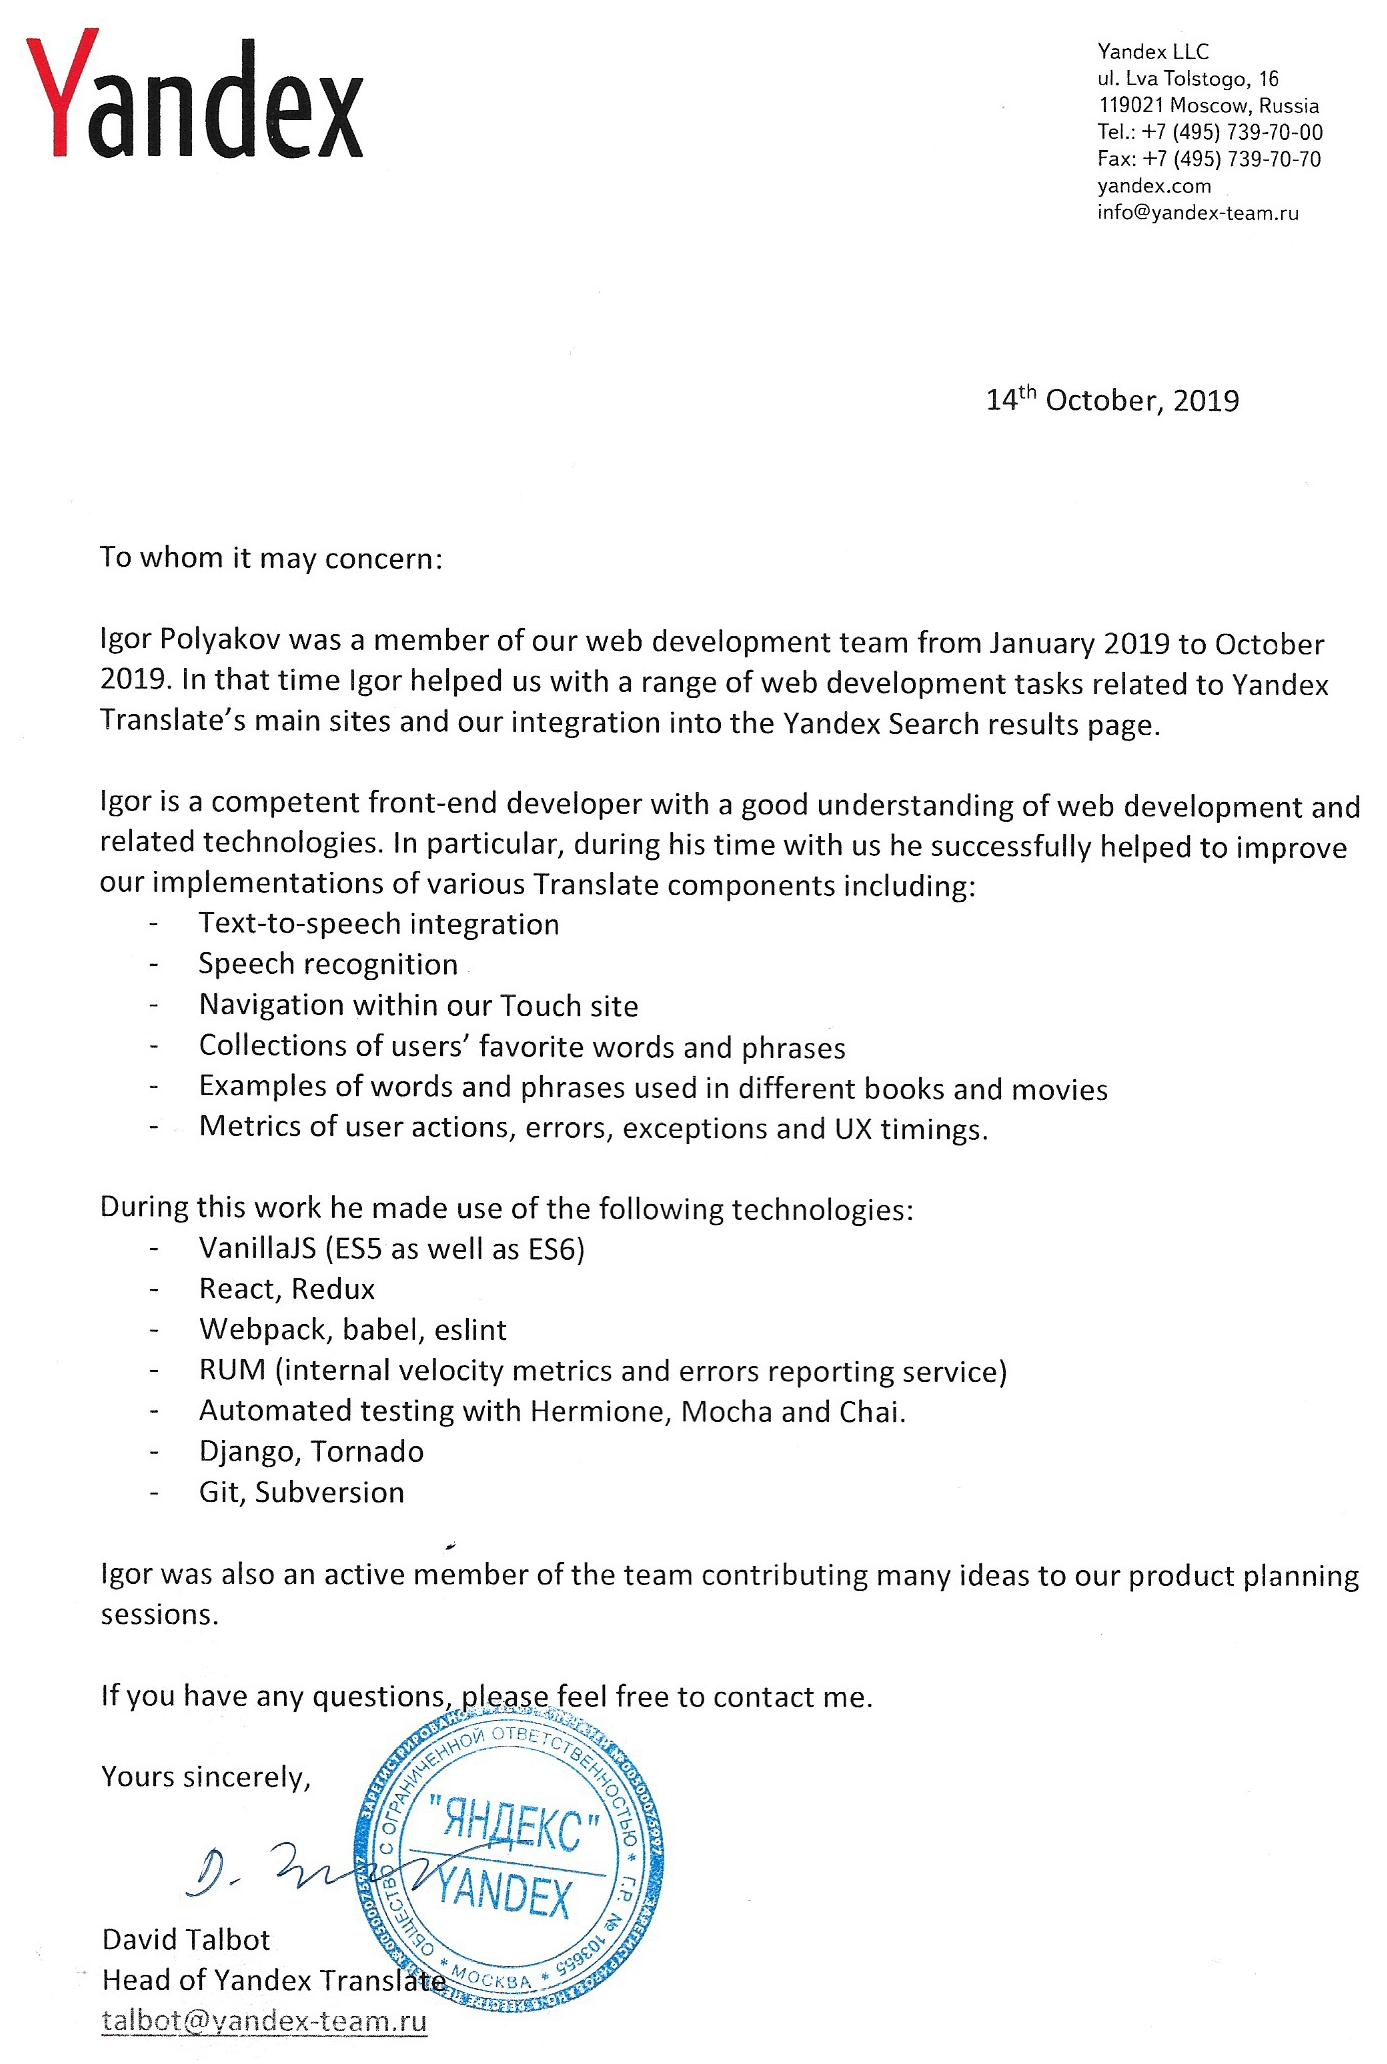 Yandex
Yandex LLC
ul. Lva Tolstogo, 16
119021 Moscow, Russia
Tel.: +7 (495) 739-70-00
Fax: +7 (495) 739-70-70
yandex.com
info@yandex-team.ru
14th October, 2019
To whom it may concern:
Igor Polyakov was a member of our web development team from January 2019 to October
2019. In that time Igor helped us with a range of web development tasks related to Yandex
Translate’s main sites and our integration into the Yandex Search results page.
Igor is a competent front-end developer with a good understanding of web development and
related technologies. In particular, during his time with us he successfully helped to improve
our implementations of various Translate components including:
- Text-to-speech integration
- Speech recognition
- Navigation within our Touch site
- Collections of users’ favorite words and phrases
- Examples of words and phrases used in different books and movies
- Metrics of user actions, errors, exceptions and UX timings.
During this work he made use of the following technologies:
- VanillaJS (ES5 as well as ES6)
- React, Redux
- Webpack, babel, eslint
- RUM (internal velocity metrics and errors reporting service)
- Automated testing with Hermione, Mocha and Chai.
- Django, Tornado
- Git, Subversion
Igor was also an active member of the team contributing many ideas to our product planning
sessions.
If you have any questions, please feel free to contact me.
Yours sincerely,
ОБЩЕСТВО С ОГРАНИЧЕННОЙ ОТВЕТСТВЕННОСТЬЮ * Г.Р. № 103655 * МОСКВА *
"ЯНДЕКС"
YANDEX
David Talbot
Head of Yandex Translate
talbot@yandex-team.ru